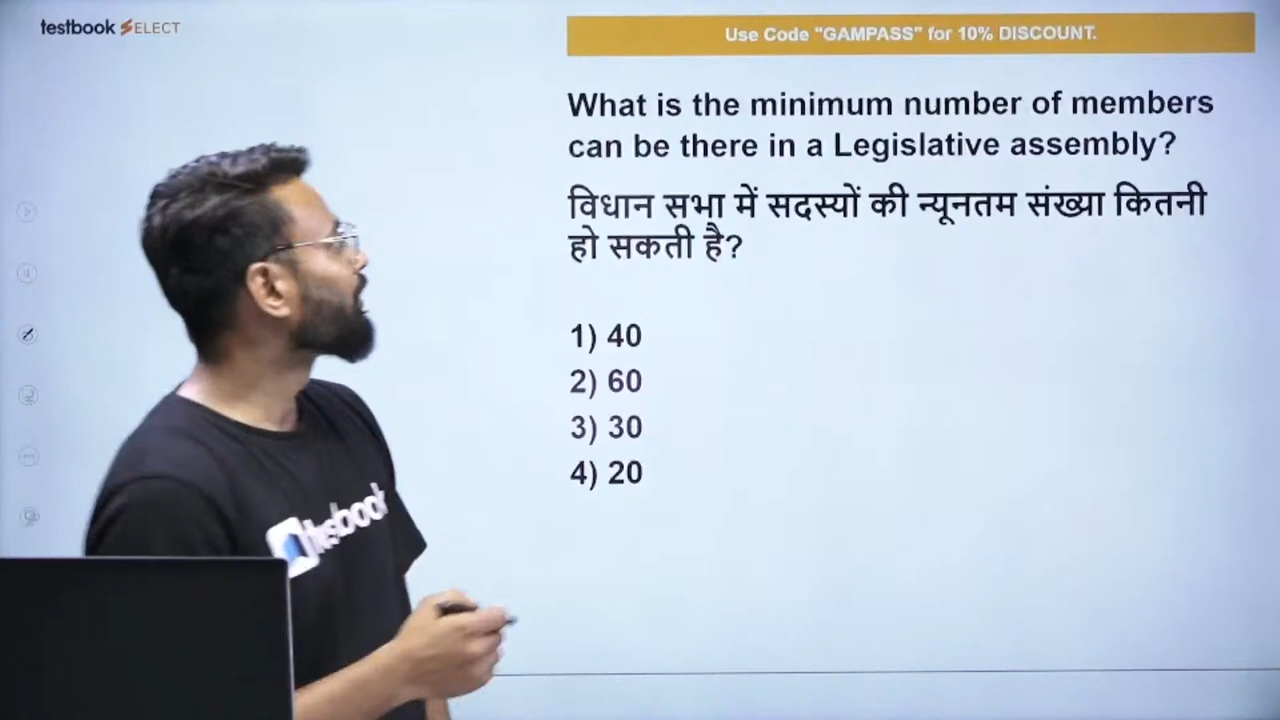 testbook SELECT
Use Code "GAMPASS" for 10% DISCOUNT.
What is the minimum number of members
can be there in a Legislative assembly?
विधान सभा में सदस्यों की न्यूनतम संख्या कितनी
हो सकती है?
1) 40
2) 60
3) 30
4) 20
testbook